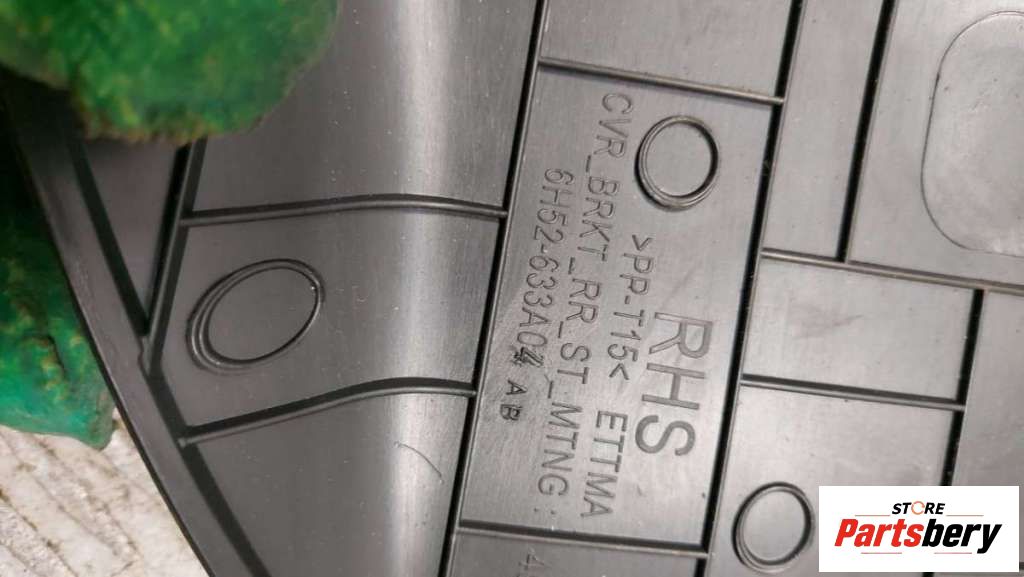 RHS
>PP-T15< ETTMA
CVR_BRKT_RR_ST_MTNG :
6H52-633A04 AB
STORE
Partsbery